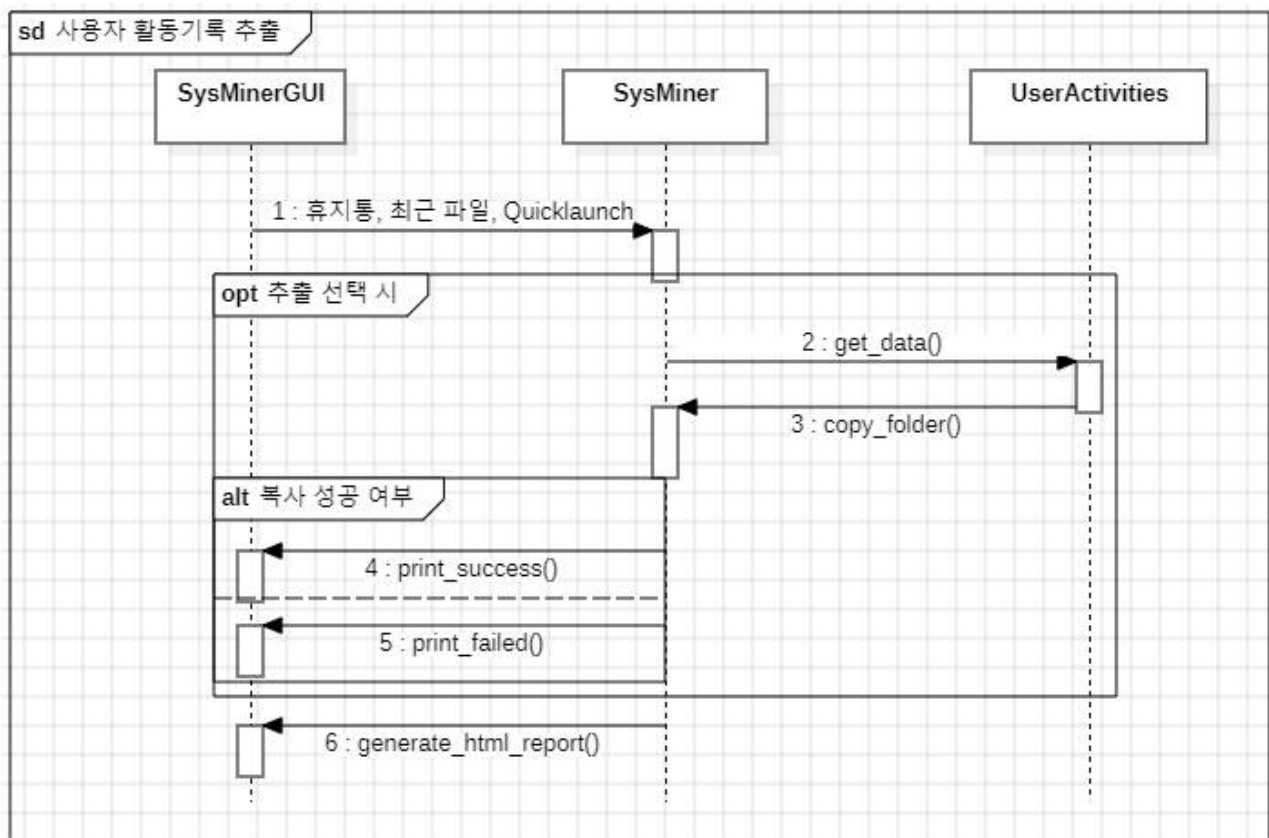 sd 사용자 활동기록 추출
SysMinerGUI
SysMiner
UserActivities
1 : 휴지통, 최근 파일, Quicklaunch
opt 추출 선택 시
2 : get_data()
3 : copy_folder()
alt 복사 성공 여부
4 : print_success()
5 : print_failed()
6 : generate_html_report()